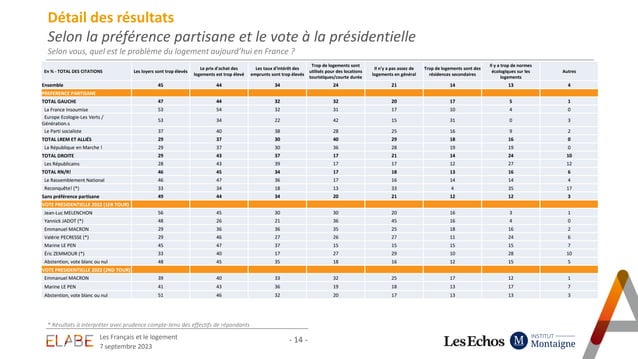 Détail des résultats
Selon la préférence partisane et le vote à la présidentielle
Selon vous, quel est le problème du logement aujourd'hui en France ?
En % - TOTAL DES CITATIONS Les loyers sont trop élevés Le prix d'achat des logements est trop élevé Les taux d'intérêt des emprunts sont trop élevés Trop de logements sont utilisés pour des locations touristiques/courte durée Il n'y a pas assez de logements en général Trop de logements sont des résidences secondaires Il y a trop de normes écologiques sur les logements Autres
Ensemble 45 44 34 24 21 14 13 4
PREFERENCE PARTISANE
TOTAL GAUCHE 47 44 32 32 20 17 5 1
La France Insoumise 53 54 32 31 17 10 4 0
Europe Ecologie-Les Verts / Génération.s 53 34 22 42 15 31 0 3
Le Parti socialiste 37 40 38 28 25 16 9 2
TOTAL LREM ET ALLIÉS 29 37 30 40 29 18 16 0
La République en Marche ! 29 37 30 36 28 19 19 0
TOTAL DROITE 29 43 37 17 21 14 24 10
Les Républicains 28 43 39 17 17 12 27 12
TOTAL RN/R! 46 45 34 17 18 13 16 6
Le Rassemblement National 46 47 36 17 16 14 14 4
Reconquête! (*) 33 34 18 13 33 4 35 17
Sans préférence partisane 49 44 34 20 21 12 12 3
VOTE PRESIDENTIELLE 2022 (1ER TOUR)
Jean-Luc MELENCHON 56 45 30 30 20 16 3 1
Yannick JADOT (*) 48 26 21 36 45 16 4 0
Emmanuel MACRON 29 36 36 35 25 18 16 2
Valérie PECRESSE (*) 29 46 27 26 27 11 24 6
Marine LE PEN 45 47 37 15 15 15 15 7
Éric ZEMMOUR (*) 33 40 17 27 29 10 28 10
Abstention, vote blanc ou nul 48 45 35 18 16 12 15 5
VOTE PRESIDENTIELLE 2022 (2ND TOUR)
Emmanuel MACRON 39 40 33 32 25 17 12 1
Marine LE PEN 41 43 36 19 18 13 17 7
Abstention, vote blanc ou nul 51 46 32 20 17 13 13 3
* Résultats à interpréter avec prudence compte-tenu des effectifs de répondants
ELABE
Les Français et le logement
7 septembre 2023
- 14 -
Les Echos
M INSTITUT
Montaigne